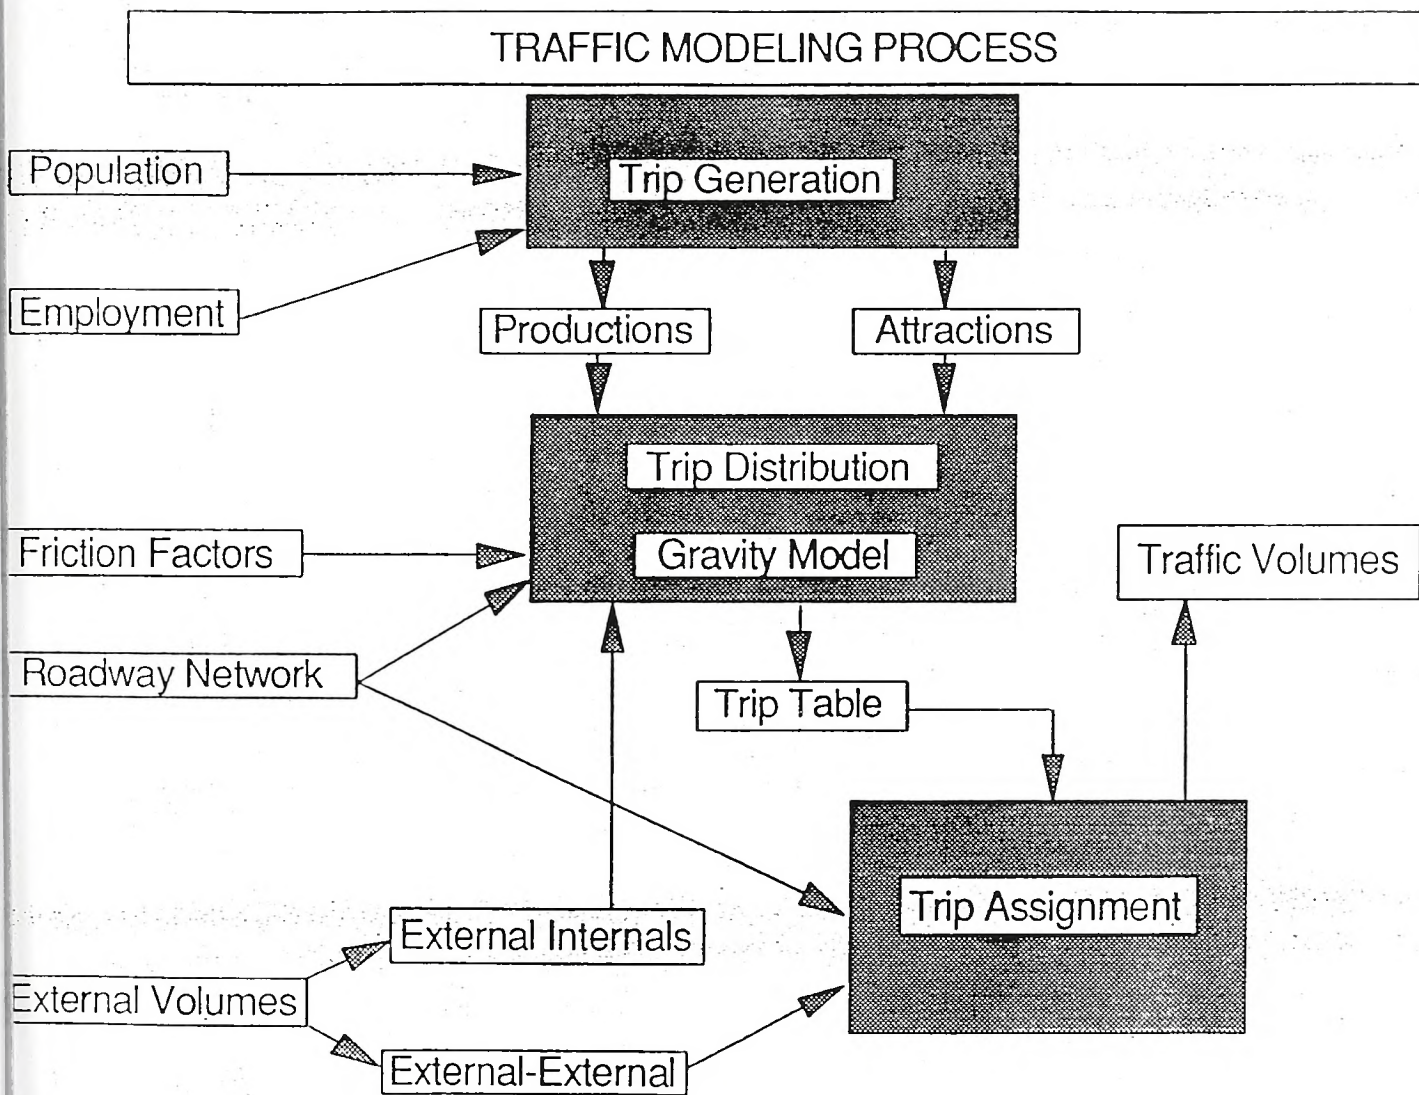 TRAFFIC MODELING PROCESS
Population
Trip Generation
Employment
Productions
Attractions
Trip Distribution
Friction Factors
Gravity Model
Traffic Volumes
Roadway Network
Trip Table
Trip Assignment
External Internals
External Volumes
External-External